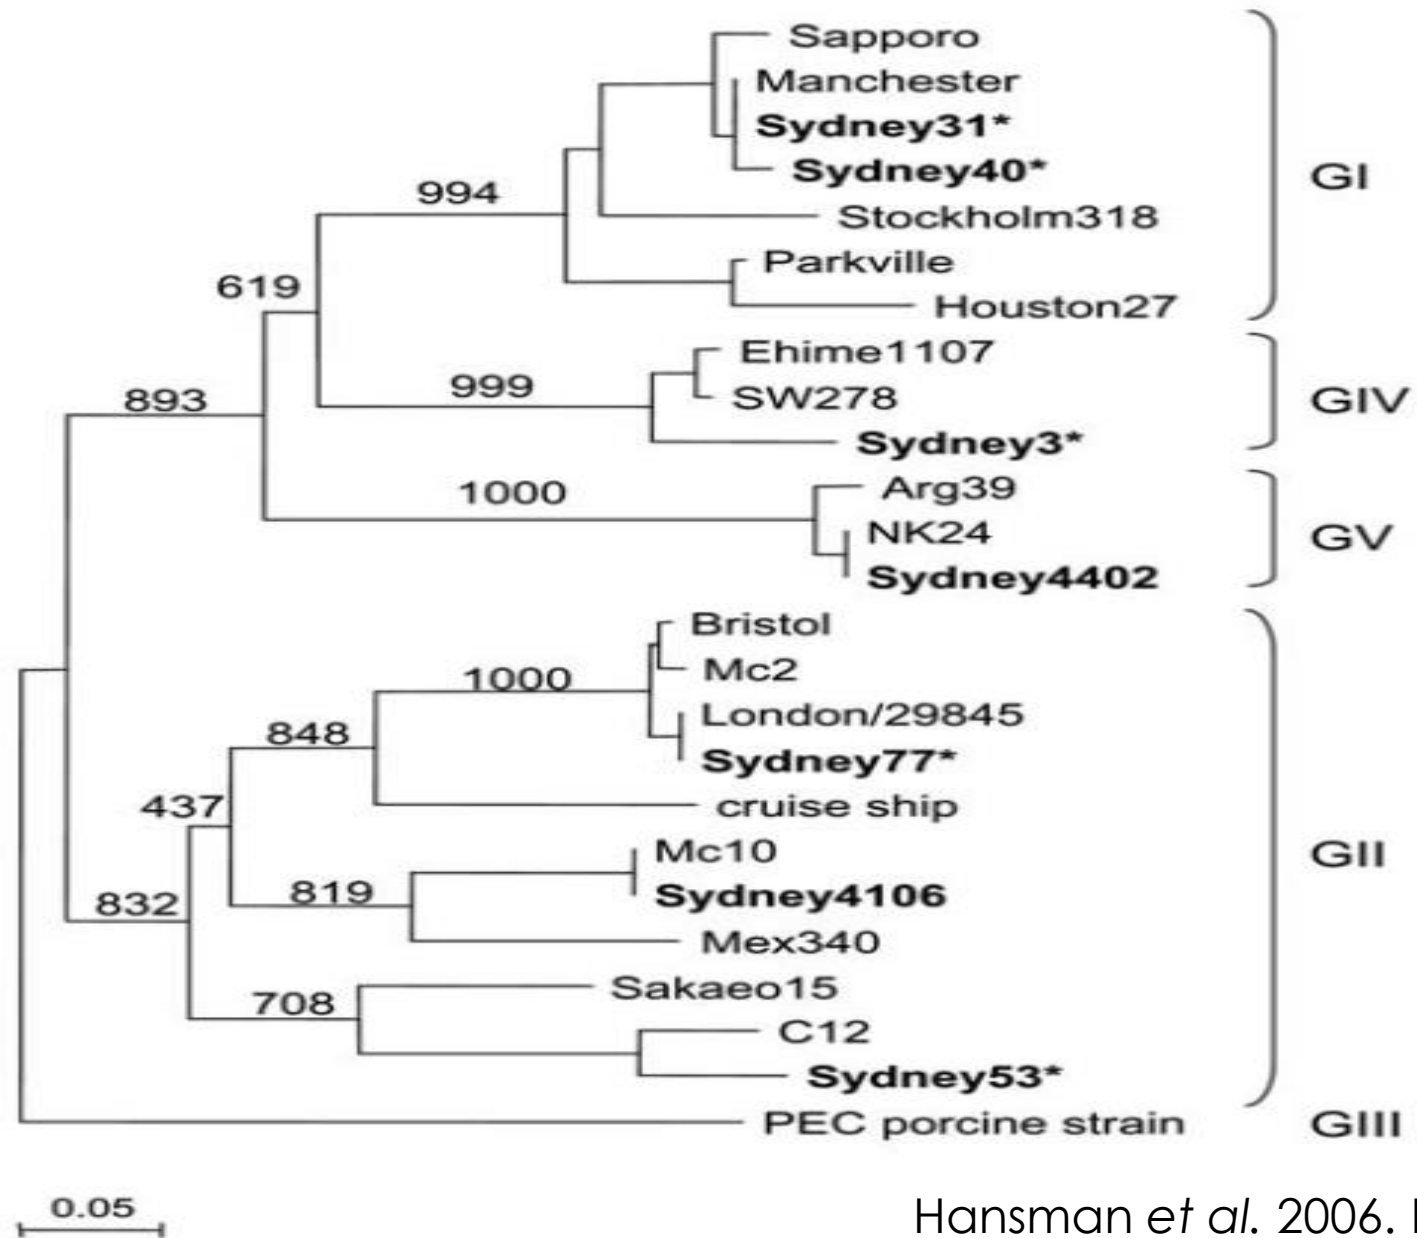 Sapporo
Manchester
Sydney31*
994
Sydney40*
GI
Stockholm318
Parkville
619
Houston27
Ehime1107
999
SW278
GIV
893
Sydney3*
1000
Arg39
NK24
GV
Sydney4402
Bristol
1000
Mc2
London/29845
848
Sydney77*
437
cruise ship
Mc10
GII
819
Sydney4106
832
Mex340
Sakaeo15
708
C12
Sydney53*
PEC porcine strain
GIII
0.05
Hansman et al. 2006.